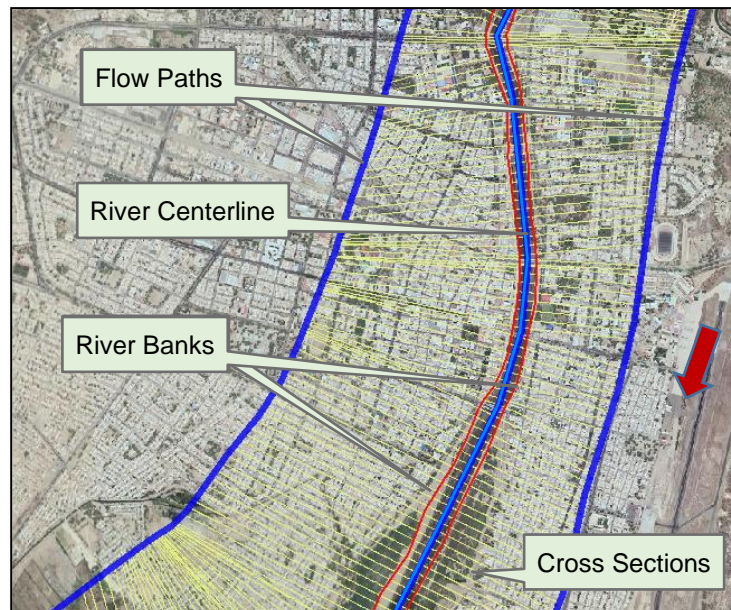 Flow Paths
River Centerline
River Banks
Cross Sections